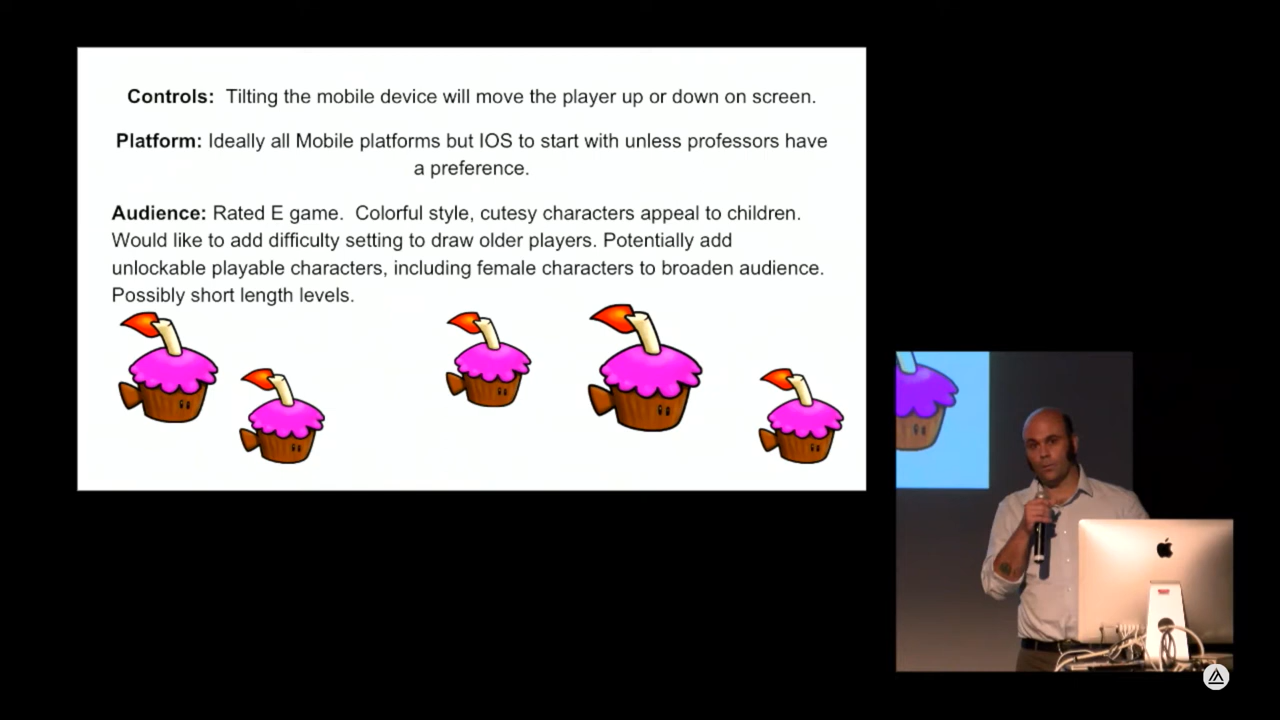 Controls:  Tilting the mobile device will move the player up or down on screen.
Platform: Ideally all Mobile platforms but IOS to start with unless professors have
a preference.
Audience: Rated E game.  Colorful style, cutesy characters appeal to children.
Would like to add difficulty setting to draw older players. Potentially add
unlockable playable characters, including female characters to broaden audience.
Possibly short length levels.